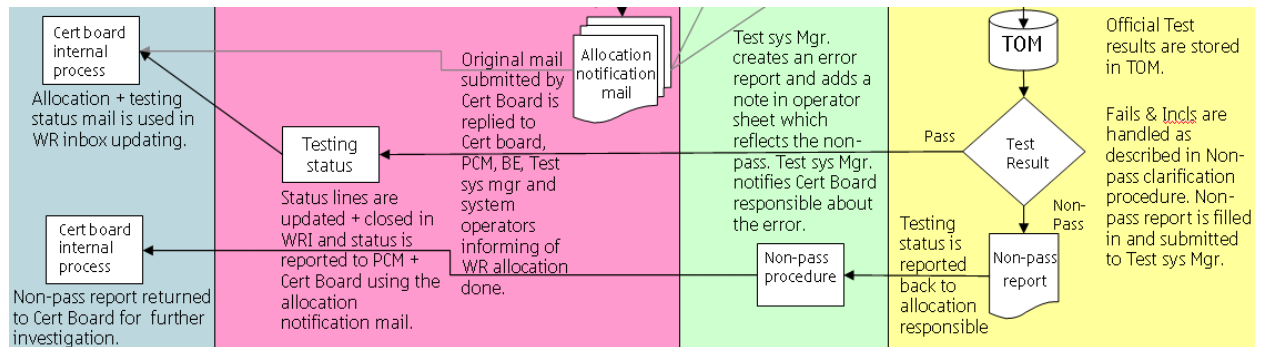 Cert board
internal
process
Allocation + testing
status mail is used in
WR inbox updating.
Cert board
internal
process
Non-pass report returned
to Cert Board for further
investigation.
Testing
status
Status lines are
updated + closed in
WRI and status is
reported to PCM +
Cert Board using the
allocation
notification mail.
Original mail
submitted by
Cert Board is
replied to
Cert board,
PCM, BE, Test
sys mgr and
system
operators
informing of
WR allocation
done.
Allocation
notification
mail
Test sys Mgr.
creates an error
report and adds a
note in operator
sheet which
reflects the non-
pass. Test sys Mgr.
notifies Cert Board
responsible about
the error.
Non-pass
procedure
TOM
Pass
Test
Result
Non-
Pass
Testing
status is
reported
back to
allocation
responsible
Non-pass
report
Official Test
results are stored
in TOM.
Fails & Incls are
handled as
described in Non-
pass clarification
procedure. Non-
pass report is filled
in and submitted
to Test sys Mgr.